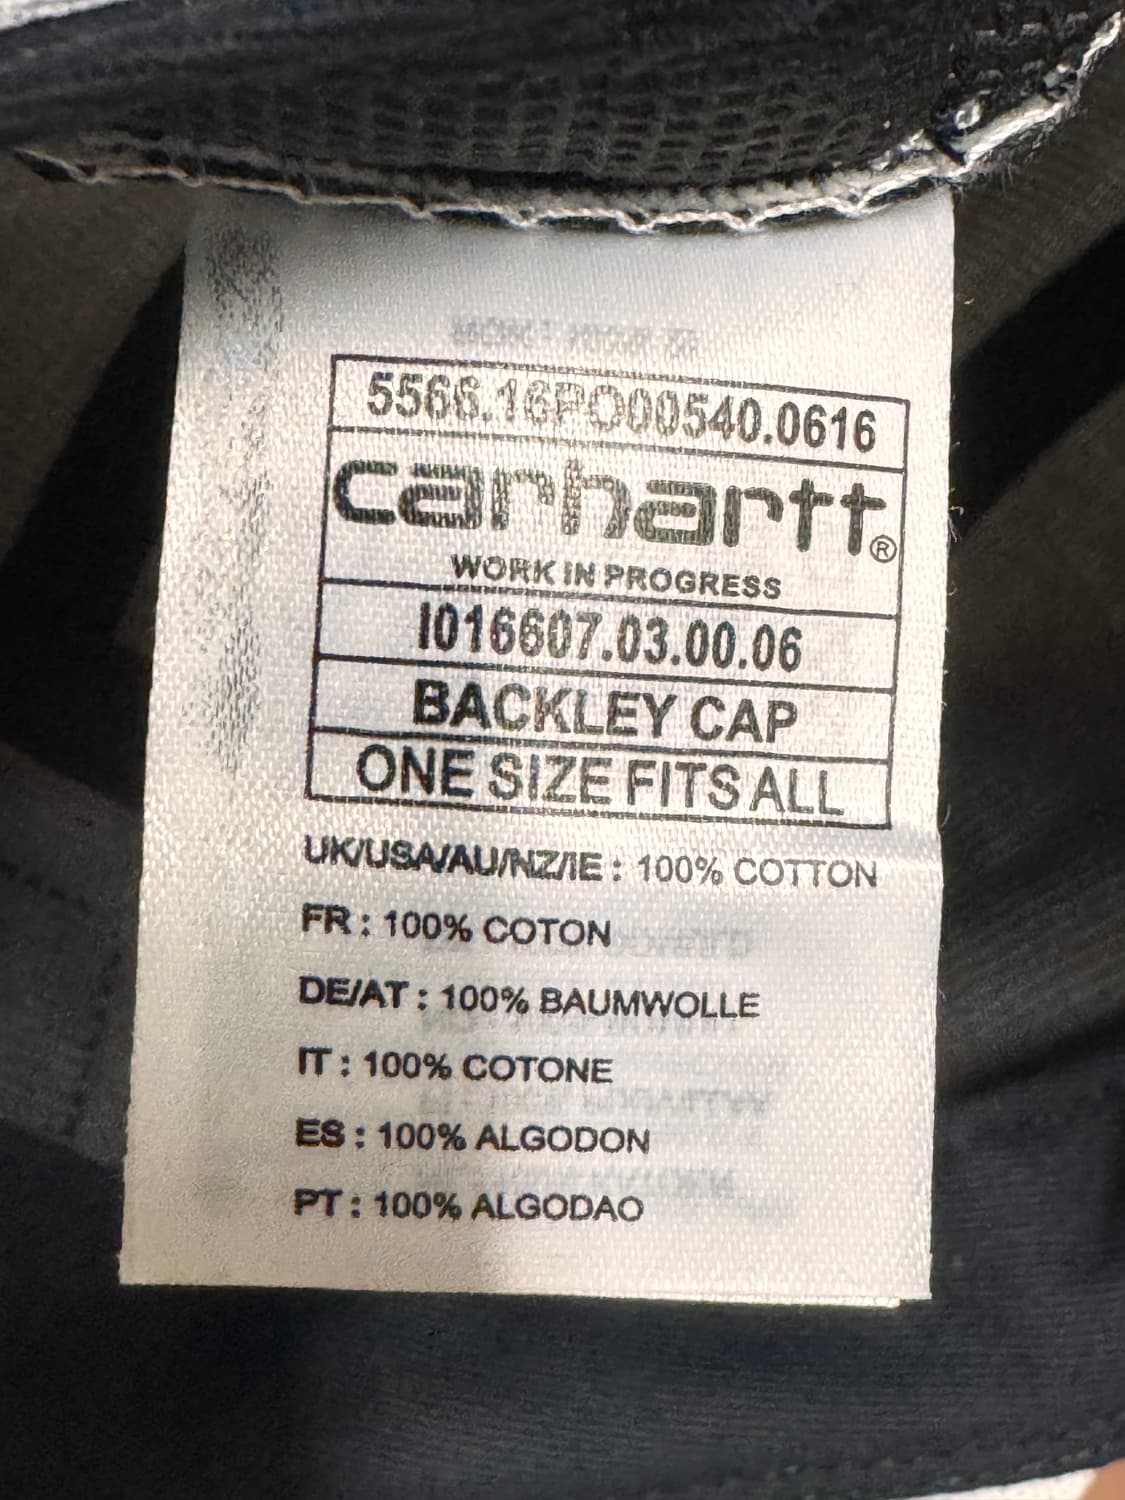 5566.16PO00540.0616
carhartt®
WORK IN PROGRESS
I016607.03.00.06
BACKLEY CAP
ONE SIZE FITS ALL
UK/USA/AU/NZ/IE : 100% COTTON
FR : 100% COTON
DE/AT : 100% BAUMWOLLE
IT : 100% COTONE
ES : 100% ALGODON
PT : 100% ALGODAO